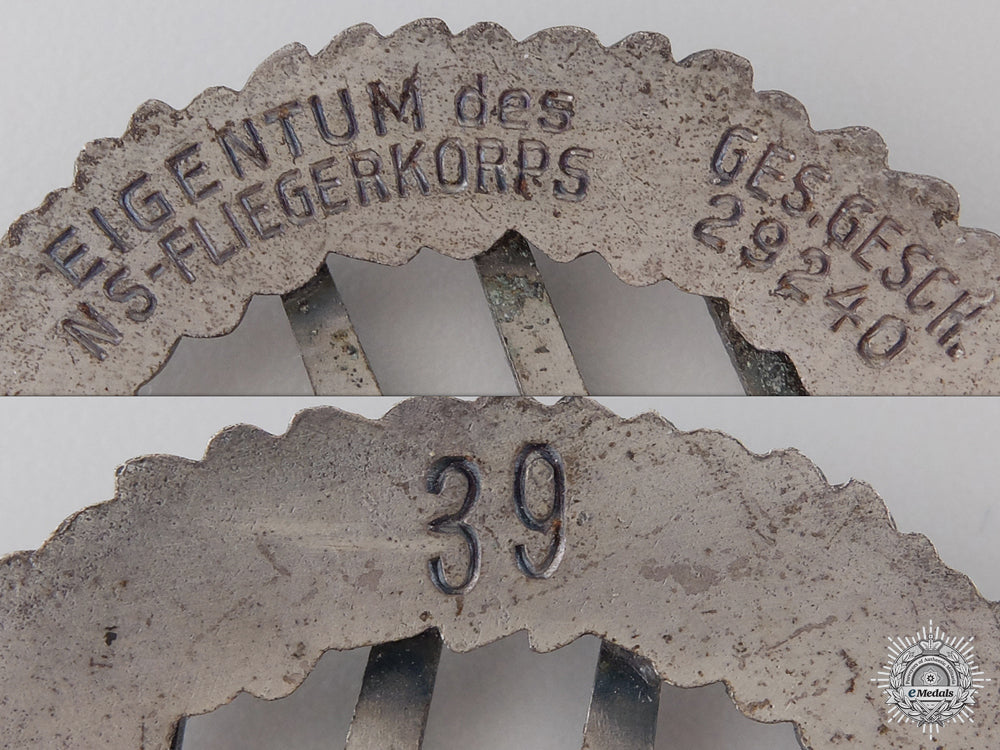 EIGENTUM des
NS-FLIEGERKORPS
GES.GESCH.
29240
39
eMedals